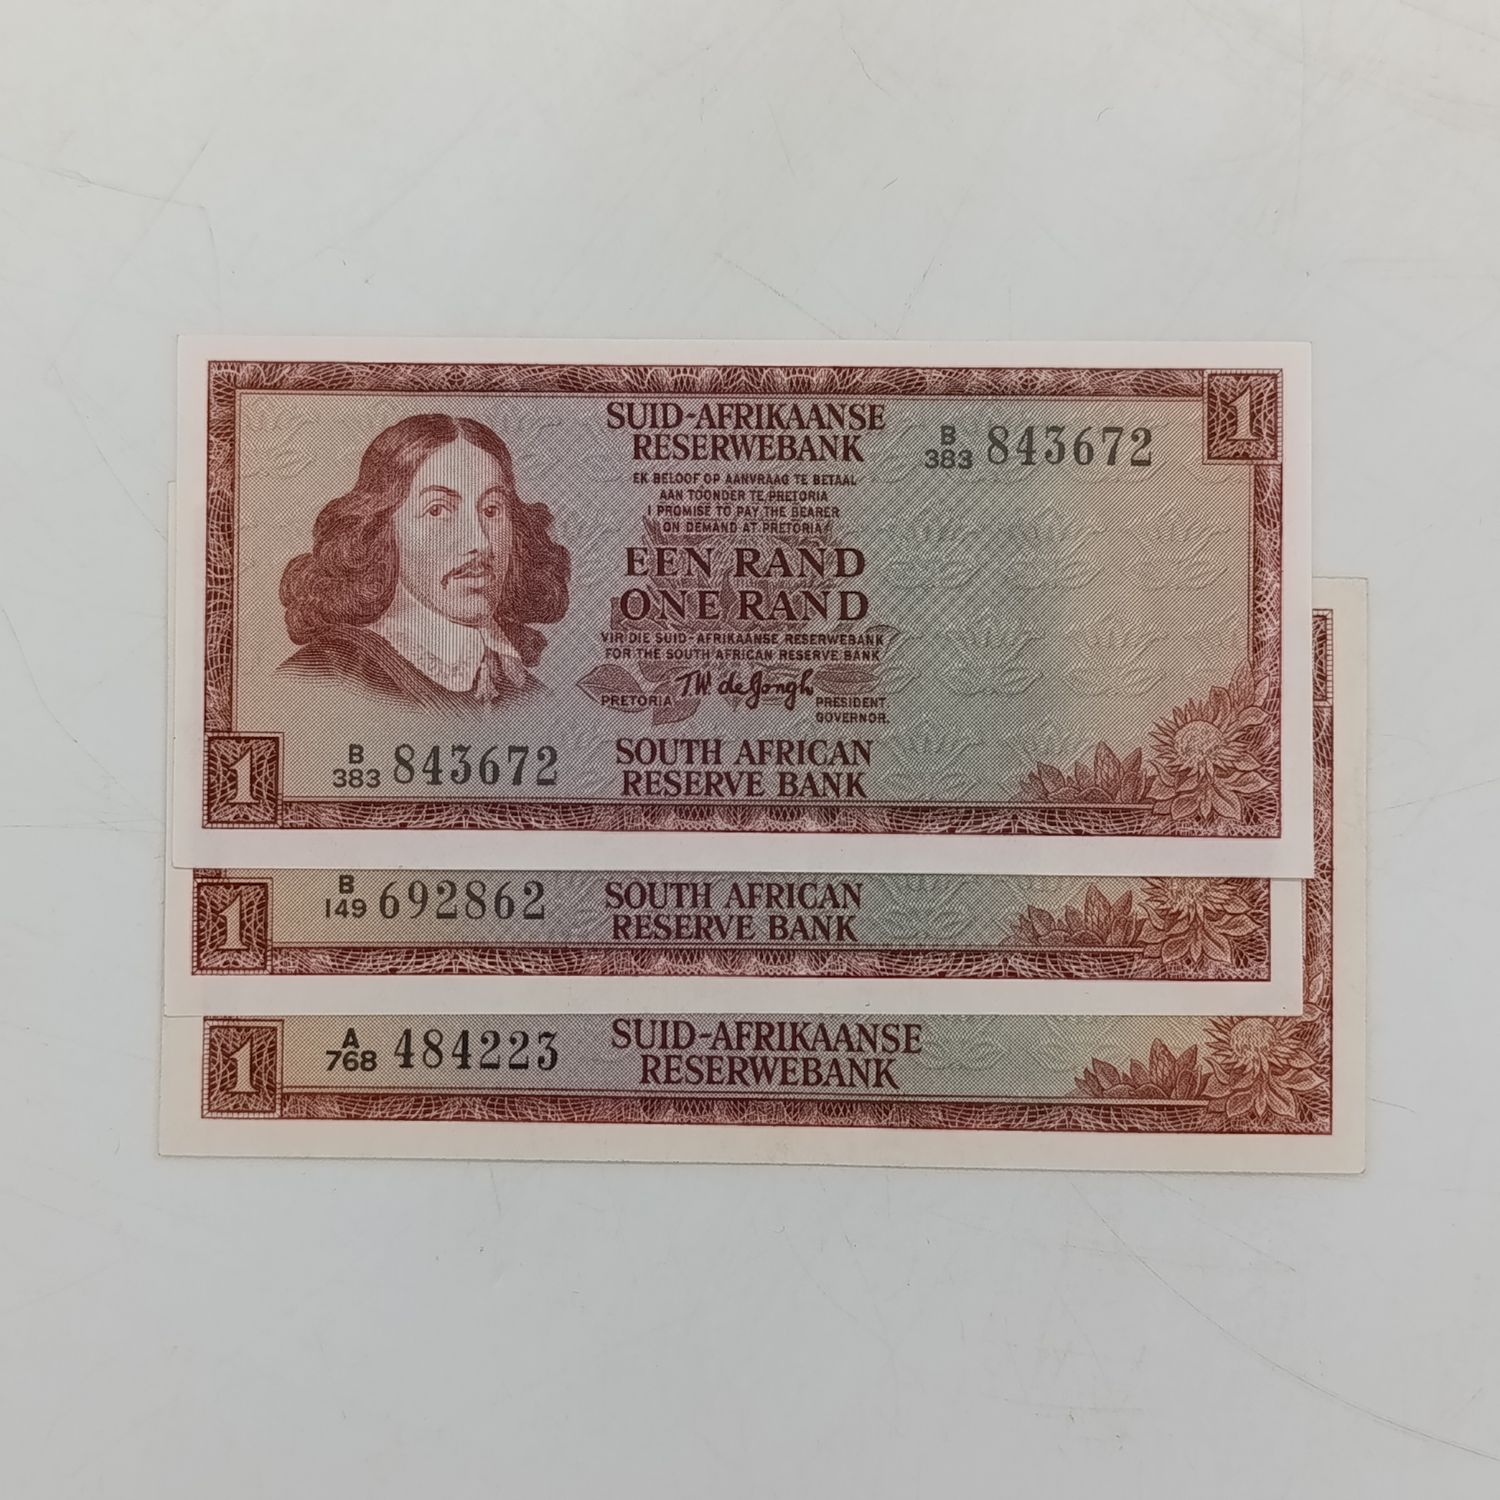 1
SUID-AFRIKAANSE
RESERWEBANK
B
383 843672
EK BELOOF OP AANVRAAG TE BETAAL
AAN TOONDER TE PRETORIA
I PROMISE TO PAY THE BEARER
ON DEMAND AT PRETORIA
EEN RAND
ONE RAND
VIR DIE SUID-AFRIKAANSE RESERWEBANK
FOR THE SOUTH AFRICAN RESERVE BANK
T.W. de Jongh
PRETORIA PRESIDENT.
GOVERNOR.
1
B
383 843672
SOUTH AFRICAN
RESERVE BANK
1
B
149 692862
SOUTH AFRICAN
RESERVE BANK
1
A
768 484223
SUID-AFRIKAANSE
RESERWEBANK